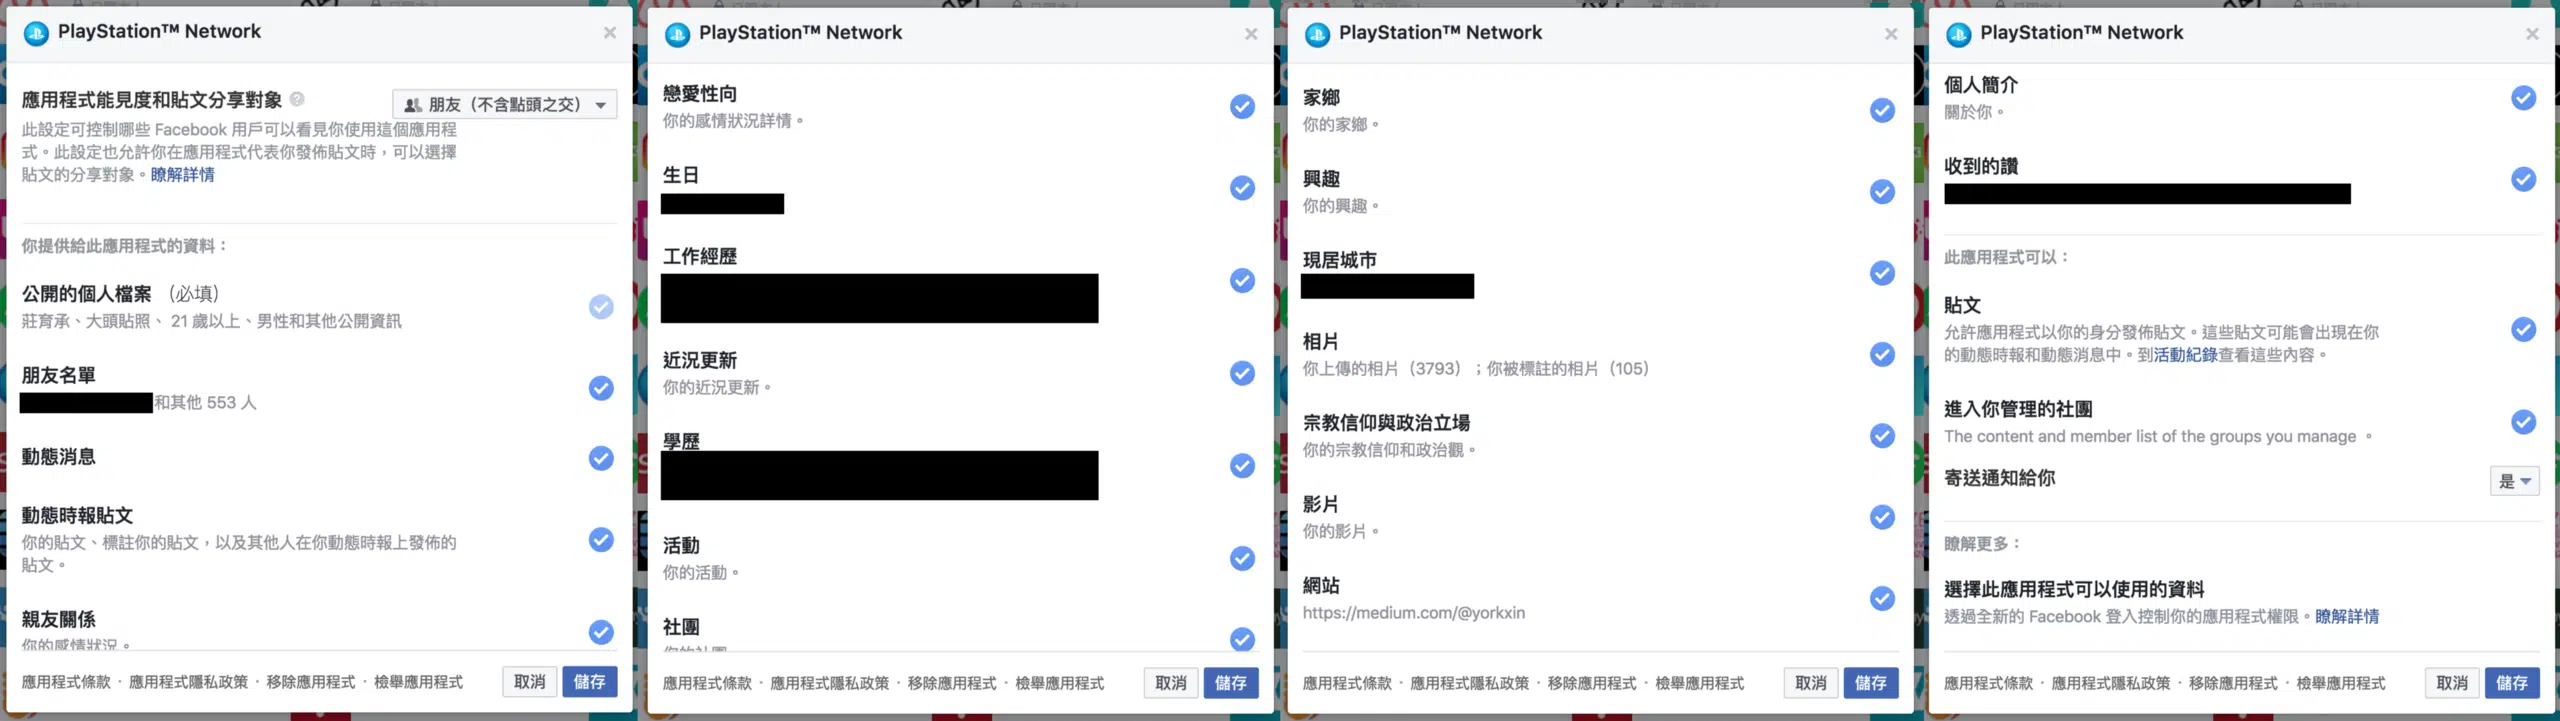 PlayStation™ Network
應用程式能見度和貼文分享對象
朋友（不含點頭之交）
此設定可控制哪些 Facebook 用戶可以看見你使用這個應用程
式。此設定也允許你在應用程式代表你發佈貼文時，可以選擇
貼文的分享對象。瞭解詳情
你提供給此應用程式的資料：
公開的個人檔案 （必填）
莊育承、大頭貼照、 21 歲以上、男性和其他公開資訊
朋友名單
和其他 553 人
動態消息
動態時報貼文
你的貼文、標註你的貼文，以及其他人在你動態時報上發佈的
貼文。
親友關係
你的感情狀況。
應用程式條款 · 應用程式隱私政策 · 移除應用程式 · 檢舉應用程式
取消
儲存
PlayStation™ Network
戀愛性向
你的感情狀況詳情。
生日
工作經歷
近況更新
你的近況更新。
學歷
活動
你的活動。
社團
你的社團
應用程式條款 · 應用程式隱私政策 · 移除應用程式 · 檢舉應用程式
取消
儲存
PlayStation™ Network
家鄉
你的家鄉。
興趣
你的興趣。
現居城市
相片
你上傳的相片（3793）；你被標註的相片（105）
宗教信仰與政治立場
你的宗教信仰和政治觀。
影片
你的影片。
網站
https://medium.com/@yorkxin
應用程式條款 · 應用程式隱私政策 · 移除應用程式 · 檢舉應用程式
取消
儲存
PlayStation™ Network
個人簡介
關於你。
收到的讚
此應用程式可以：
貼文
允許應用程式以你的身分發佈貼文。這些貼文可能會出現在你
的動態時報和動態消息中。到活動紀錄查看這些內容。
進入你管理的社團
The content and member list of the groups you manage 。
寄送通知給你
是
瞭解更多：
選擇此應用程式可以使用的資料
透過全新的 Facebook 登入控制你的應用程式權限。瞭解詳情
應用程式條款 · 應用程式隱私政策 · 移除應用程式 · 檢舉應用程式
取消
儲存